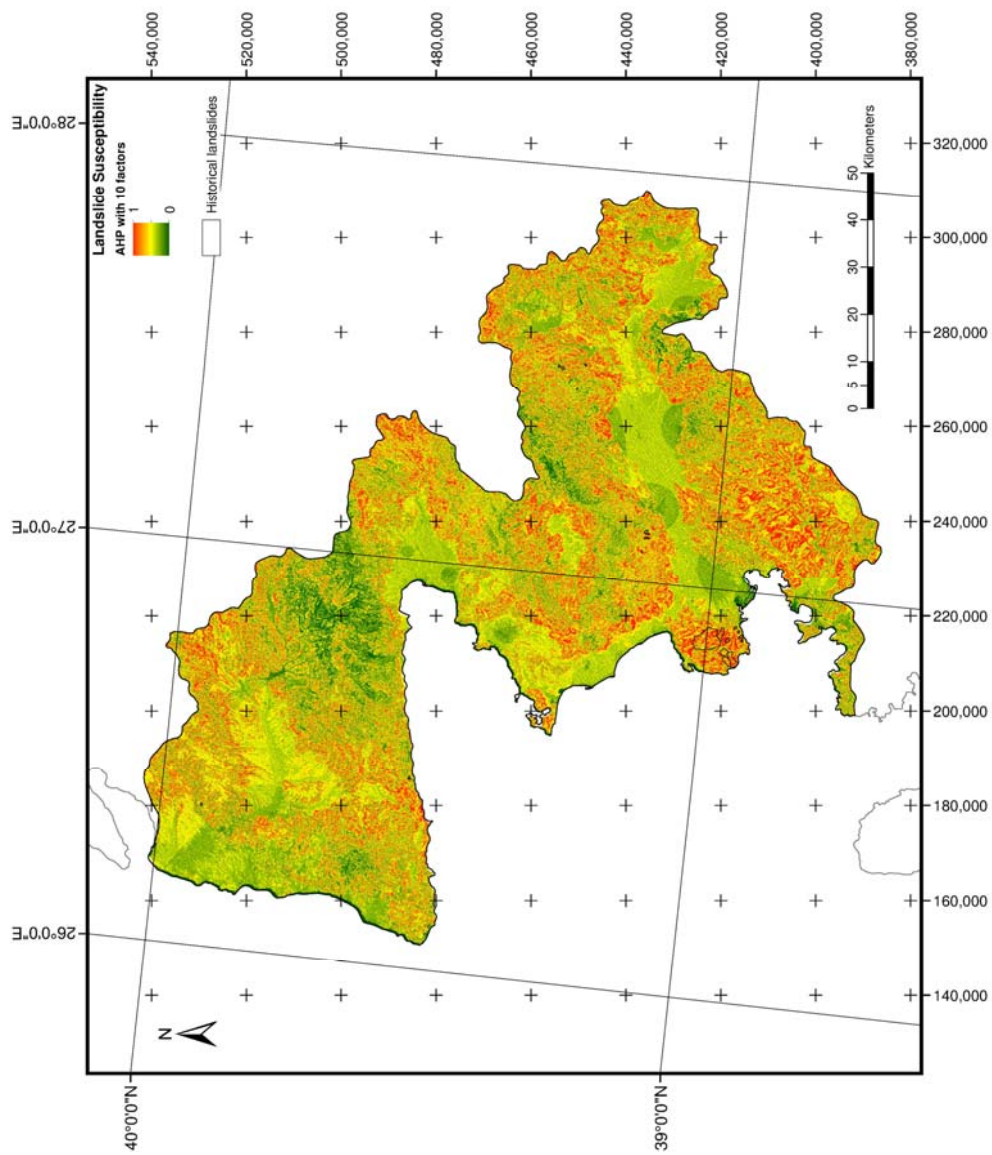 Landslide Susceptibility
AHP with 10 factors
1
0
Historical landslides
N
540,000
520,000
500,000
480,000
460,000
440,000
420,000
400,000
380,000
28°0'0"E
27°0'0"E
26°0'0"E
40°0'0"N
39°0'0"N
140,000
160,000
180,000
200,000
220,000
240,000
260,000
280,000
300,000
320,000
0 5 10 20 30 40 50
Kilometers